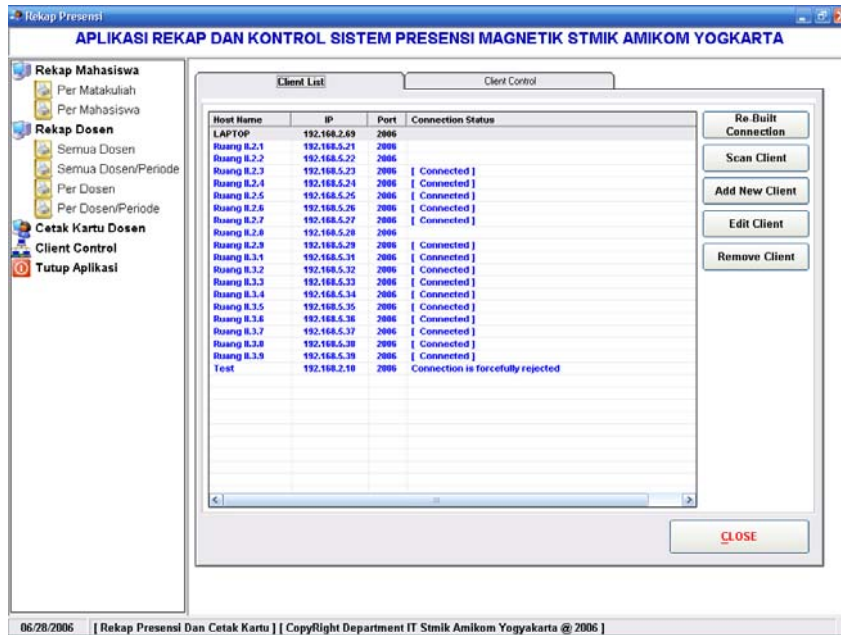 Rekap Presensi
APLIKASI REKAP DAN KONTROL SISTEM PRESENSI MAGNETIK STMIK AMIKOM YOGKARTA
Rekap Mahasiswa
Per Matakuliah
Per Mahasiswa
Rekap Dosen
Semua Dosen
Semua Dosen/Periode
Per Dosen
Per Dosen/Periode
Cetak Kartu Dosen
Client Control
Tutup Aplikasi
Client List Client Control
Host Name IP Port Connection Status
LAPTOP 192.168.2.69 2006
Ruang II.2.1 192.168.5.21 2006
Ruang II.2.2 192.168.5.22 2006
Ruang II.2.3 192.168.5.23 2006 [ Connected ]
Ruang II.2.4 192.168.5.24 2006 [ Connected ]
Ruang II.2.5 192.168.5.25 2006 [ Connected ]
Ruang II.2.6 192.168.5.26 2006 [ Connected ]
Ruang II.2.7 192.168.5.27 2006 [ Connected ]
Ruang II.2.8 192.168.5.28 2006
Ruang II.2.9 192.168.5.29 2006 [ Connected ]
Ruang II.3.1 192.168.5.31 2006 [ Connected ]
Ruang II.3.2 192.168.5.32 2006 [ Connected ]
Ruang II.3.3 192.168.5.33 2006 [ Connected ]
Ruang II.3.4 192.168.5.34 2006 [ Connected ]
Ruang II.3.5 192.168.5.35 2006 [ Connected ]
Ruang II.3.6 192.168.5.36 2006 [ Connected ]
Ruang II.3.7 192.168.5.37 2006 [ Connected ]
Ruang II.3.8 192.168.5.38 2006 [ Connected ]
Ruang II.3.9 192.168.5.39 2006 [ Connected ]
Test 192.168.2.10 2006 Connection is forcefully rejected
Re-Built
Connection
Scan Client
Add New Client
Edit Client
Remove Client
CLOSE
06/28/2006 [ Rekap Presensi Dan Cetak Kartu ] [ CopyRight Department IT Stmik Amikom Yogyakarta @ 2006 ]